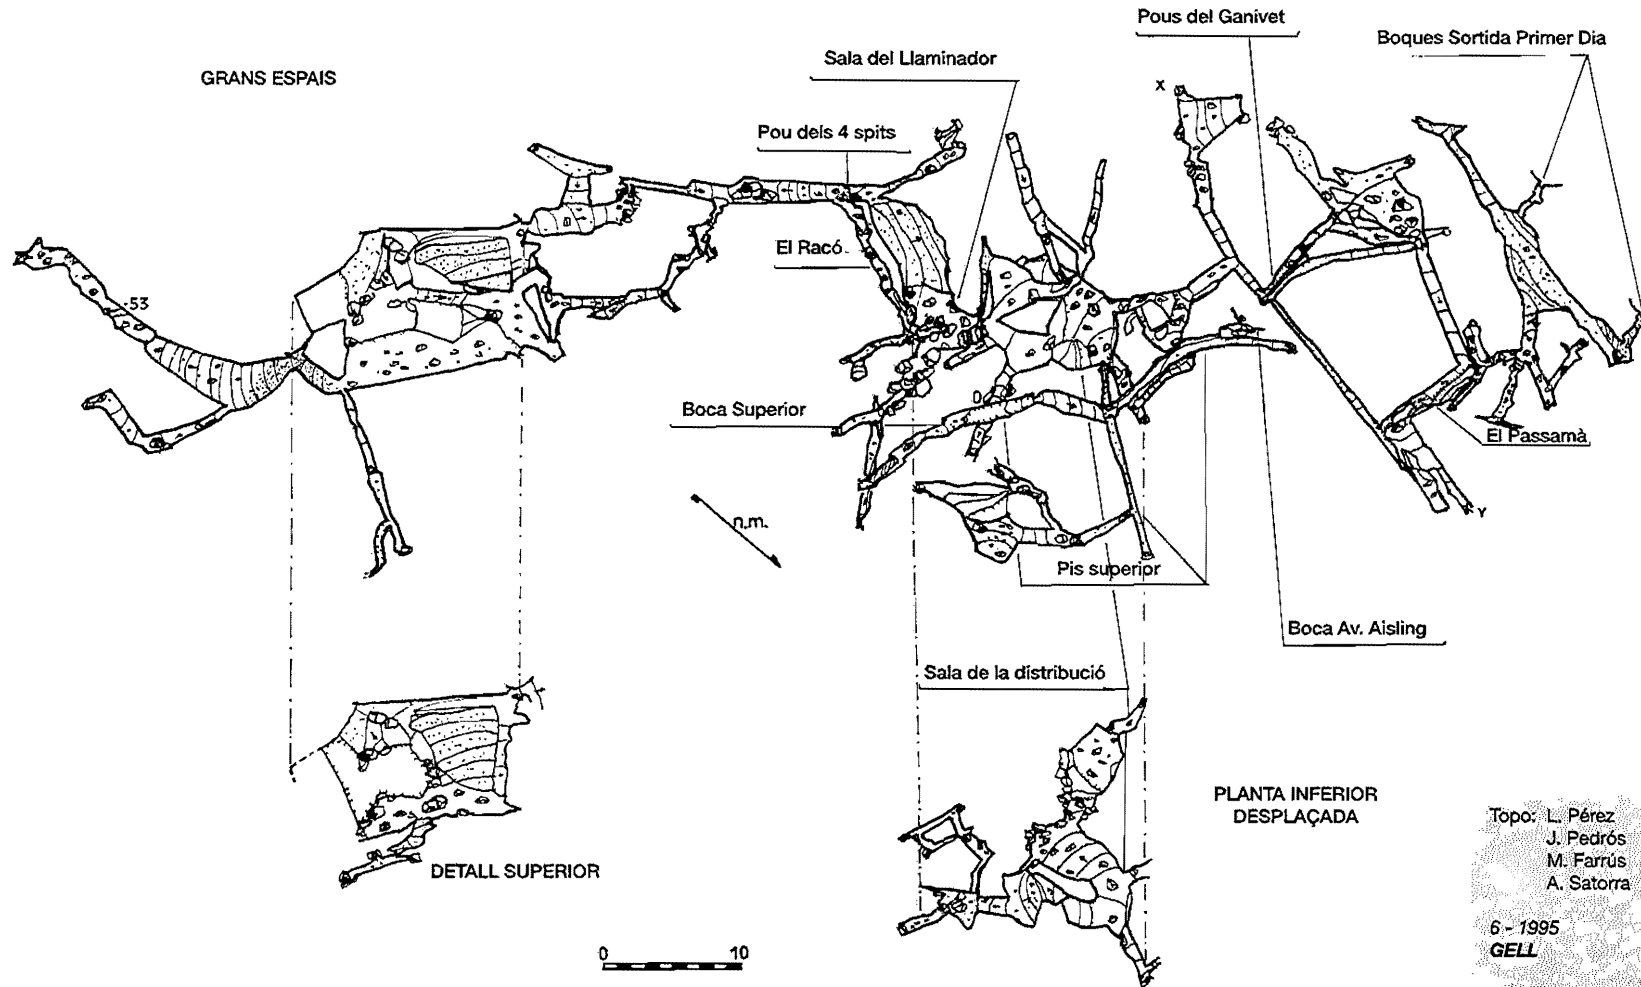 Pous del Ganivet
Boques Sortida Primer Dia
Sala del Llaminador
GRANS ESPAIS
X
Pou dels 4 spits
El Racó
-53
Boca Superior
El Passamà
n.m.
Y
Pis superior
Boca Av. Aisling
Sala de la distribució
PLANTA INFERIOR
DESPLAÇADA
DETALL SUPERIOR
Topo: L. Pérez
J. Pedrós
M. Farrús
A. Satorra
6 - 1995
GELL
0 10